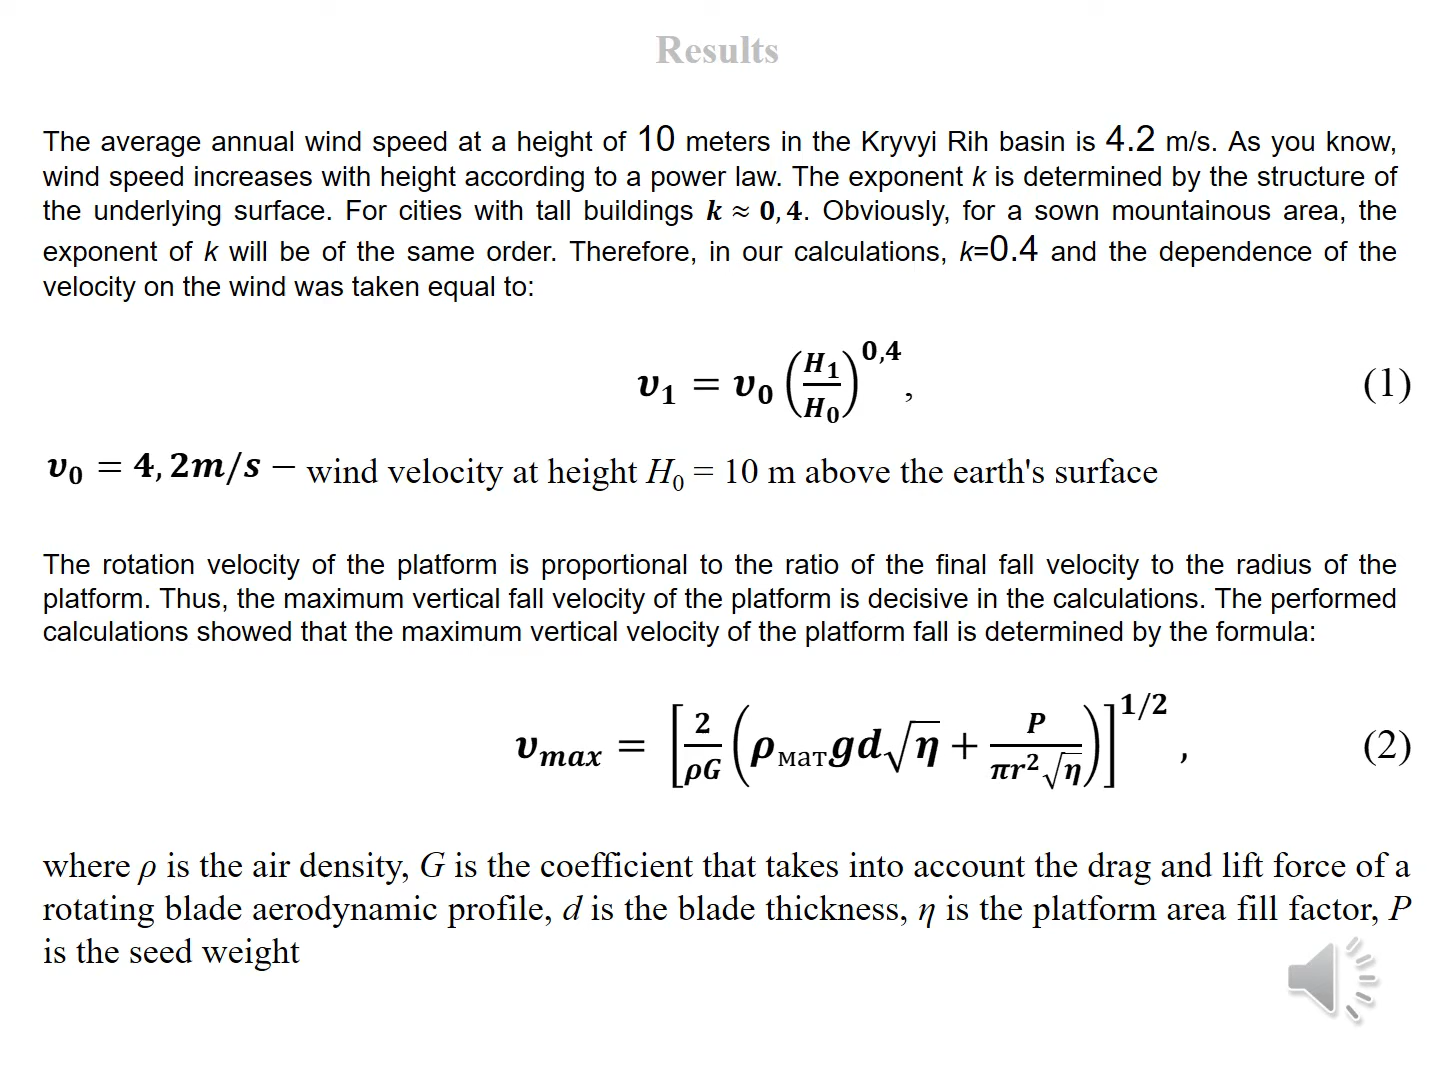 Results
The average annual wind speed at a height of 10 meters in the Kryvyi Rih basin is 4.2 m/s. As you know,
wind speed increases with height according to a power law. The exponent k is determined by the structure of
the underlying surface. For cities with tall buildings k ≈ 0,4. Obviously, for a sown mountainous area, the
exponent of k will be of the same order. Therefore, in our calculations, k=0.4 and the dependence of the
velocity on the wind was taken equal to:
υ₁ = υ₀ (H₁/H₀)^0,4, (1)
υ₀ = 4,2m/s − wind velocity at height H₀ = 10 m above the earth's surface
The rotation velocity of the platform is proportional to the ratio of the final fall velocity to the radius of the
platform. Thus, the maximum vertical fall velocity of the platform is decisive in the calculations. The performed
calculations showed that the maximum vertical velocity of the platform fall is determined by the formula:
υ_max = [2/ρG (ρ_мат gd√η + P/πr²√η)]^1/2 , (2)
where ρ is the air density, G is the coefficient that takes into account the drag and lift force of a
rotating blade aerodynamic profile, d is the blade thickness, η is the platform area fill factor, P
is the seed weight